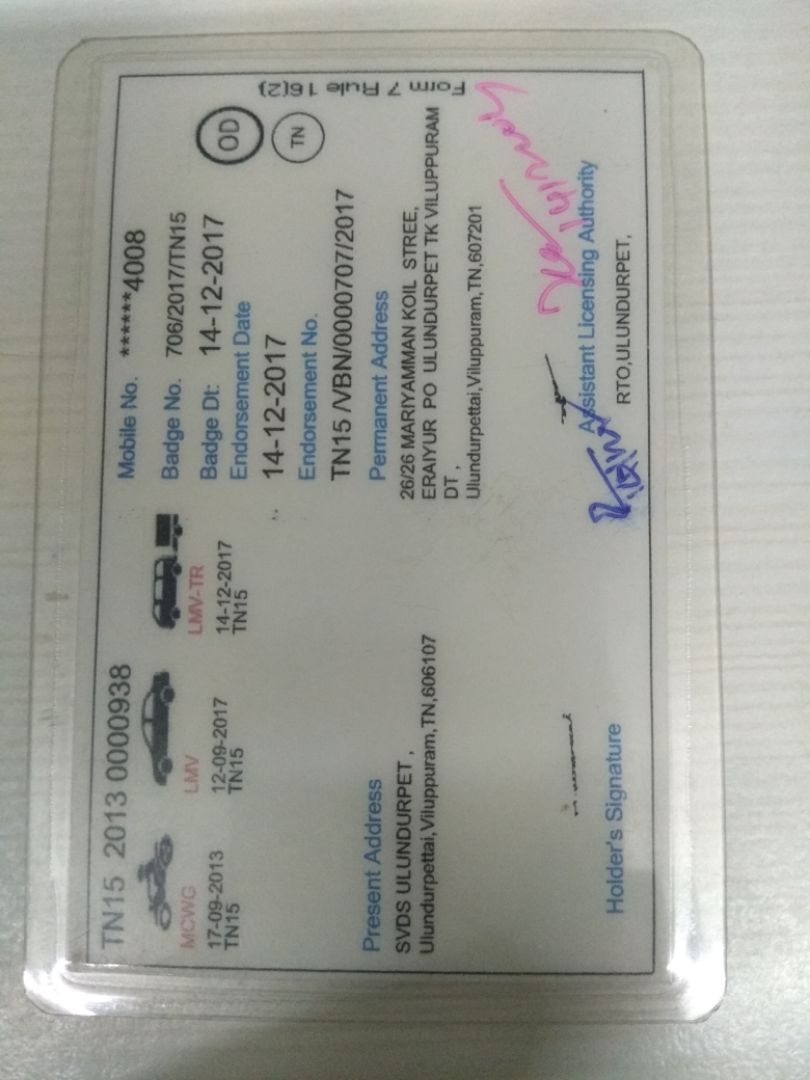 TN15 2013 0000938
MCWG
17-09-2013
TN15
LMV
12-09-2017
TN15
LMV-TR
14-12-2017
TN15
Mobile No. ******4008
Badge No. 706/2017/TN15
Badge Dt: 14-12-2017
Endorsement Date
14-12-2017
Endorsement No.
TN15 /VBN/0000707/2017
OD
TN
Form 7 Rule 16(2)
Present Address
SVDS ULUNDURPET ,
Ulundurpettai,Viluppuram,TN,606107
Permanent Address
26/26 MARIYAMMAN KOIL STREE,
ERAIYUR PO ULUNDURPET TK VILUPPURAM
DT ,
Ulundurpettai,Viluppuram,TN,607201
Holder's Signature
Assistant Licensing Authority
RTO,ULUNDURPET,